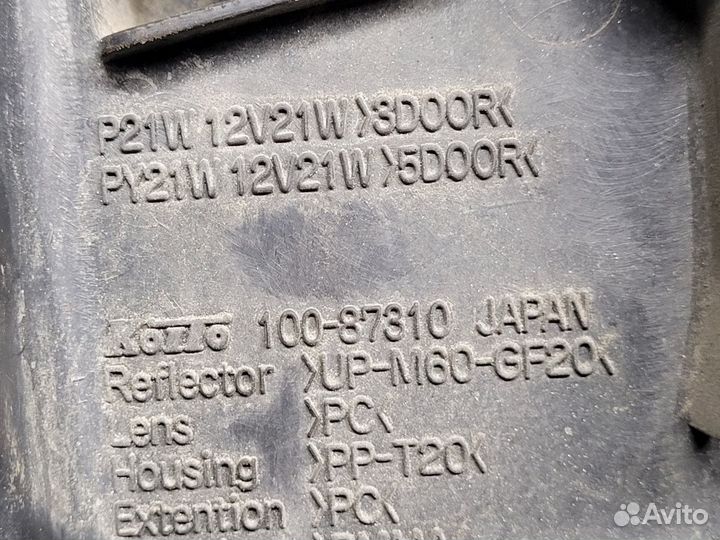 P21W 12V21W >3DOOR<
PY21W 12V21W >5DOOR<
KOITO 100-87310 JAPAN
Reflector >UP-M60-GF20<
Lens >PC<
Housing >PP-T20<
Extention >PC<
Avito